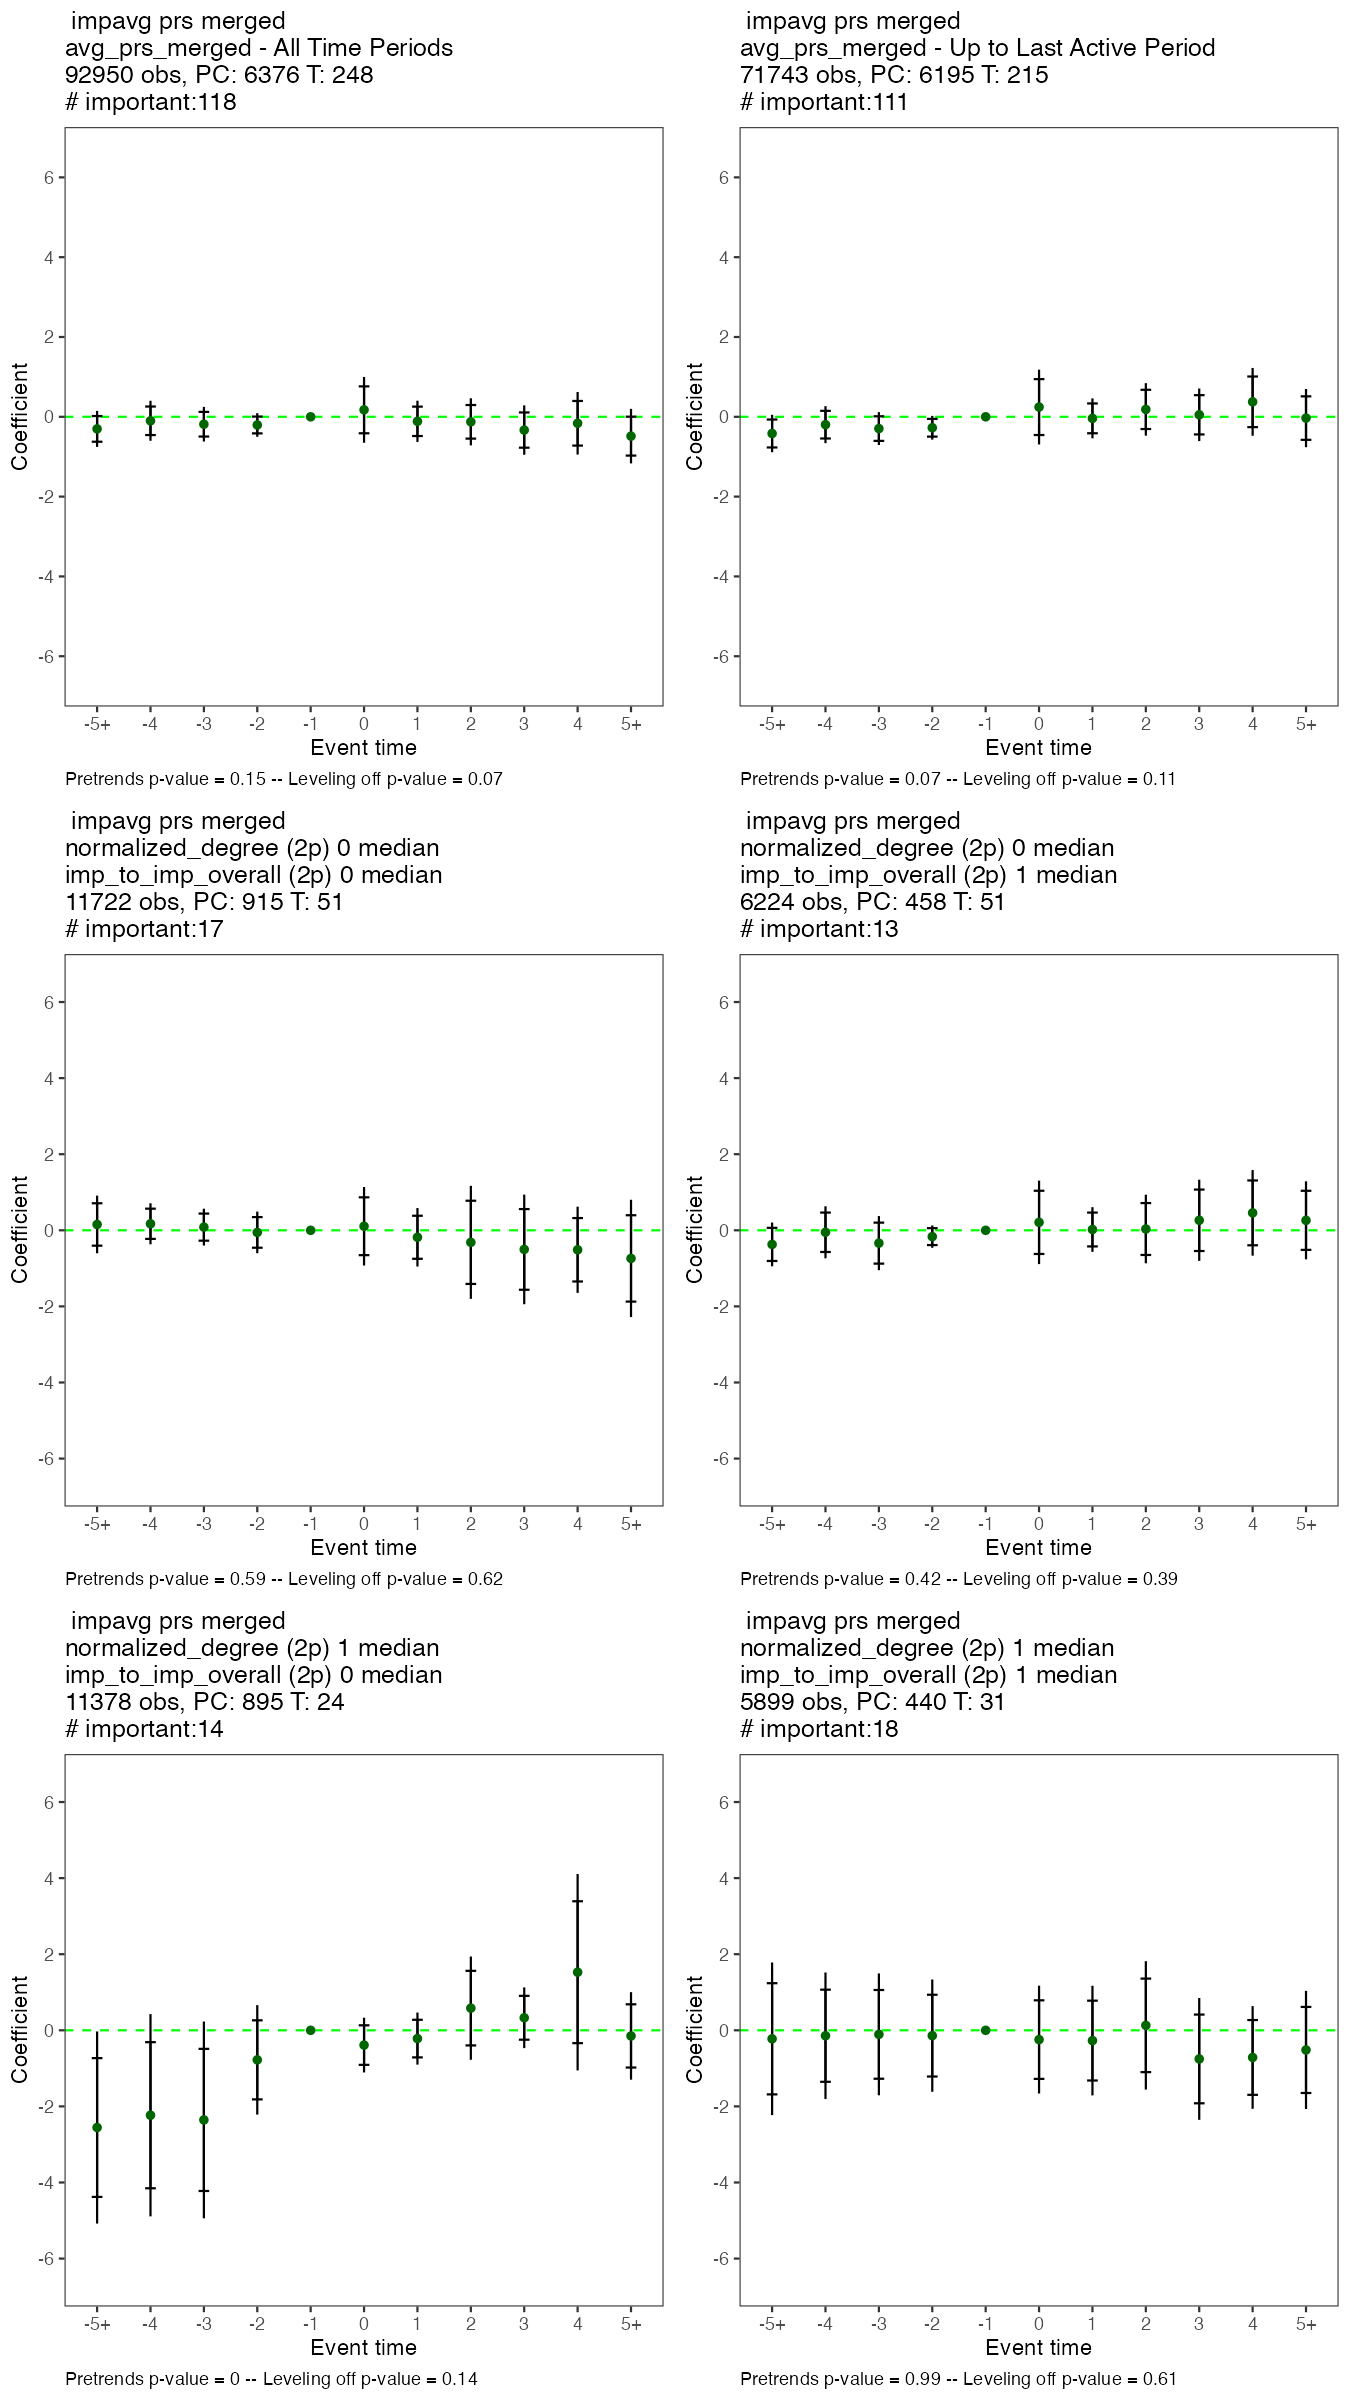 impavg prs merged
avg_prs_merged - All Time Periods
92950 obs, PC: 6376 T: 248
# important:118
Coefficient
6
4
2
0
-2
-4
-6
-5+ -4 -3 -2 -1 0 1 2 3 4 5+
Event time
Pretrends p-value = 0.15 -- Leveling off p-value = 0.07
impavg prs merged
avg_prs_merged - Up to Last Active Period
71743 obs, PC: 6195 T: 215
# important:111
Coefficient
6
4
2
0
-2
-4
-6
-5+ -4 -3 -2 -1 0 1 2 3 4 5+
Event time
Pretrends p-value = 0.07 -- Leveling off p-value = 0.11
impavg prs merged
normalized_degree (2p) 0 median
imp_to_imp_overall (2p) 0 median
11722 obs, PC: 915 T: 51
# important:17
Coefficient
6
4
2
0
-2
-4
-6
-5+ -4 -3 -2 -1 0 1 2 3 4 5+
Event time
Pretrends p-value = 0.59 -- Leveling off p-value = 0.62
impavg prs merged
normalized_degree (2p) 0 median
imp_to_imp_overall (2p) 1 median
6224 obs, PC: 458 T: 51
# important:13
Coefficient
6
4
2
0
-2
-4
-6
-5+ -4 -3 -2 -1 0 1 2 3 4 5+
Event time
Pretrends p-value = 0.42 -- Leveling off p-value = 0.39
impavg prs merged
normalized_degree (2p) 1 median
imp_to_imp_overall (2p) 0 median
11378 obs, PC: 895 T: 24
# important:14
Coefficient
6
4
2
0
-2
-4
-6
-5+ -4 -3 -2 -1 0 1 2 3 4 5+
Event time
Pretrends p-value = 0 -- Leveling off p-value = 0.14
impavg prs merged
normalized_degree (2p) 1 median
imp_to_imp_overall (2p) 1 median
5899 obs, PC: 440 T: 31
# important:18
Coefficient
6
4
2
0
-2
-4
-6
-5+ -4 -3 -2 -1 0 1 2 3 4 5+
Event time
Pretrends p-value = 0.99 -- Leveling off p-value = 0.61